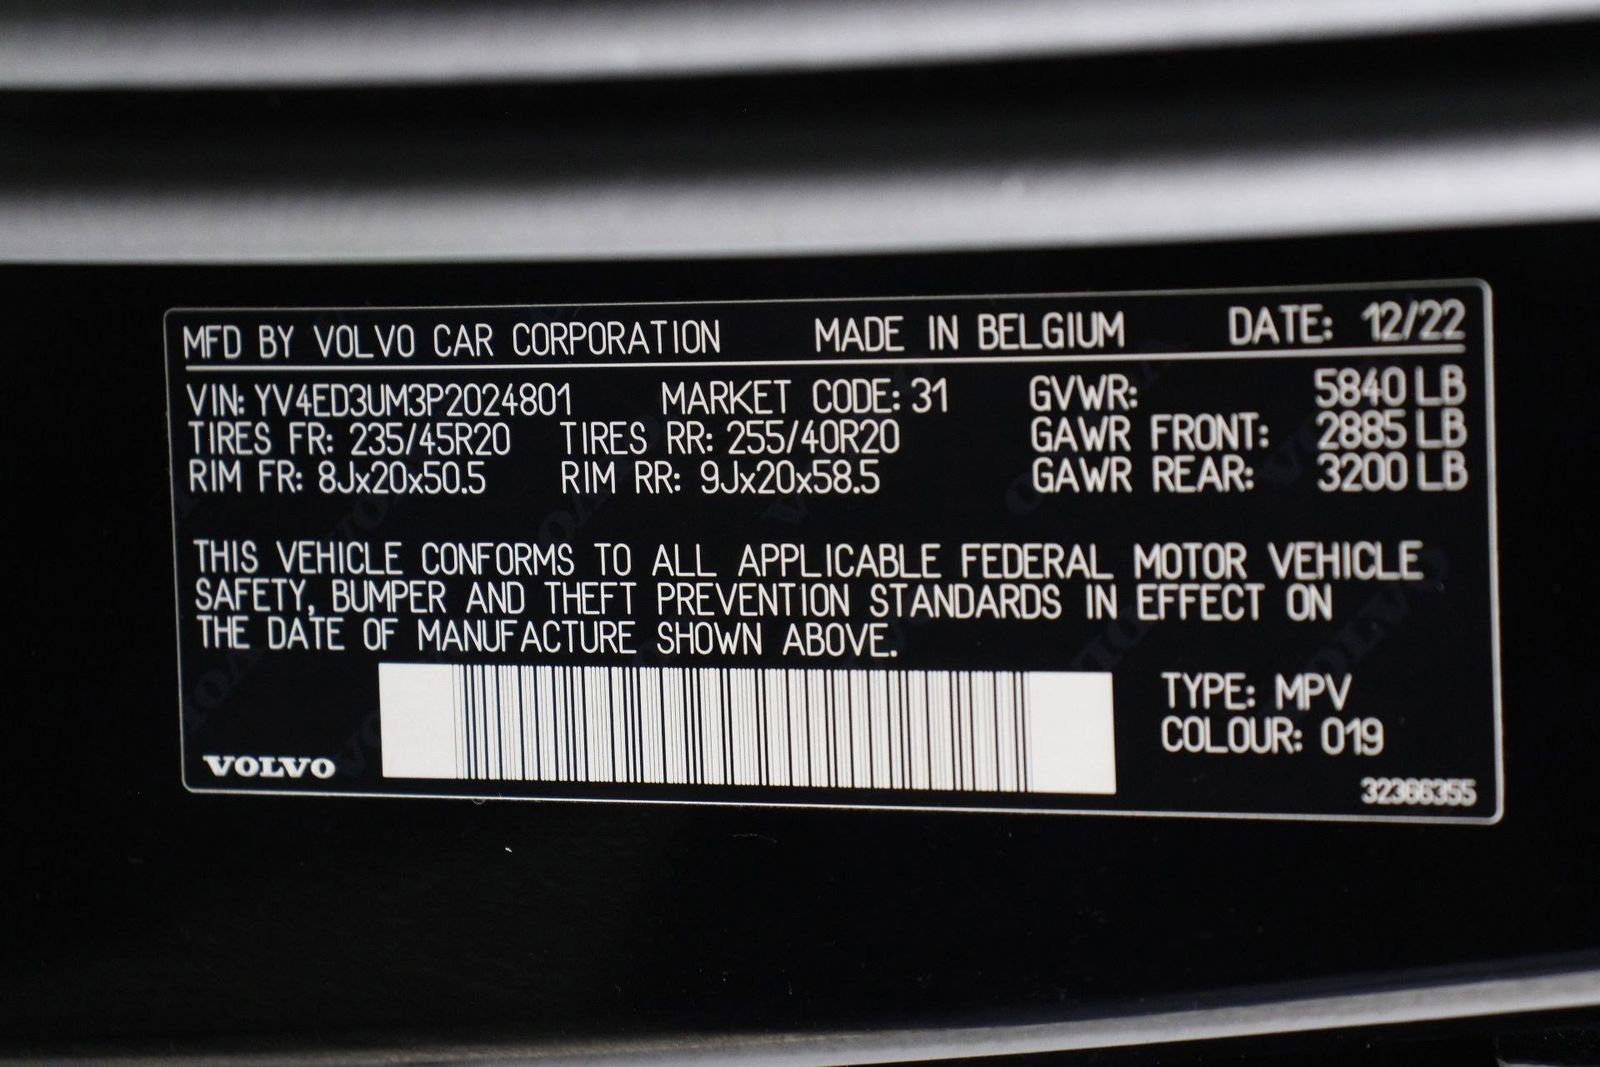 MFD BY VOLVO CAR CORPORATION MADE IN BELGIUM DATE: 12/22
VIN: YV4ED3UM3P2024801 MARKET CODE: 31 GVWR: 5840 LB
TIRES FR: 235/45R20 TIRES RR: 255/40R20 GAWR FRONT: 2885 LB
RIM FR: 8Jx20x50.5 RIM RR: 9Jx20x58.5 GAWR REAR: 3200 LB
THIS VEHICLE CONFORMS TO ALL APPLICABLE FEDERAL MOTOR VEHICLE
SAFETY, BUMPER AND THEFT PREVENTION STANDARDS IN EFFECT ON
THE DATE OF MANUFACTURE SHOWN ABOVE.
TYPE: MPV
COLOUR: 019
VOLVO
32366355